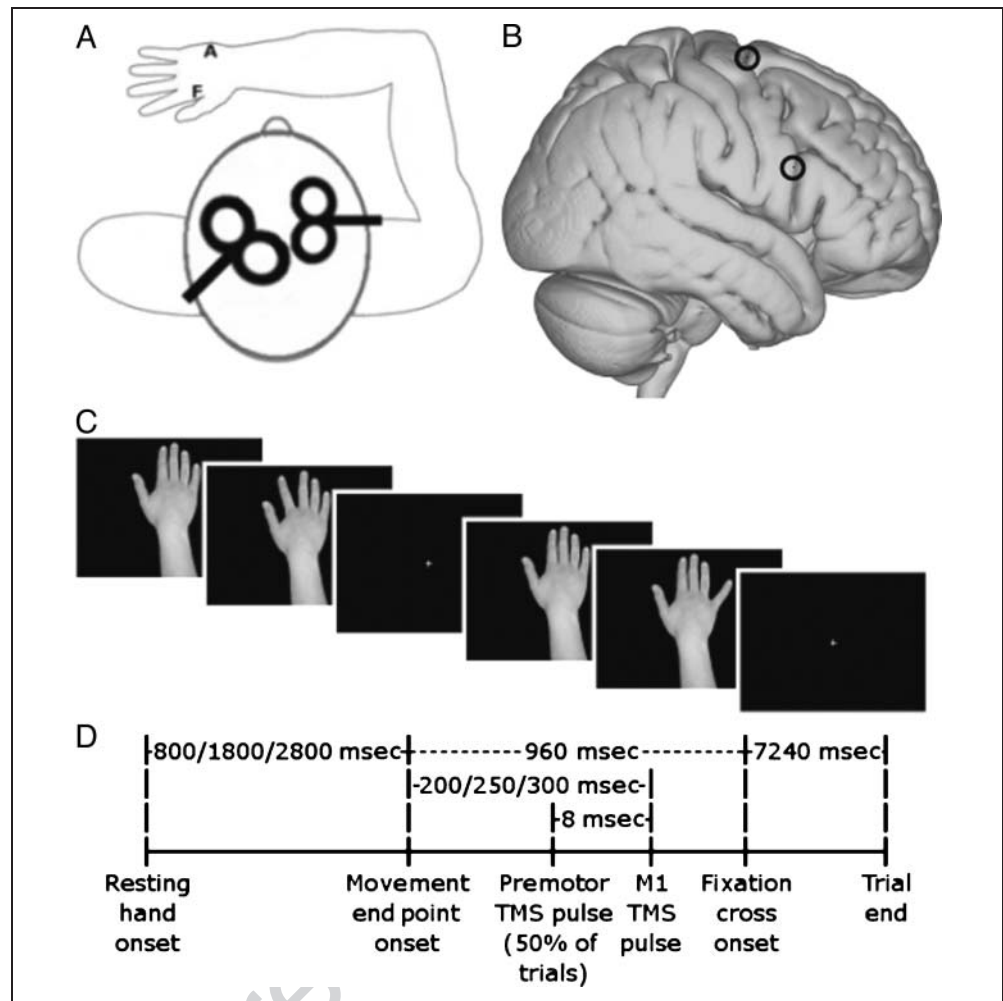 A
B
A
F
C
D
800/1800/2800 msec
960 msec
7240 msec
200/250/300 msec
8 msec
Resting hand onset
Movement end point onset
Premotor TMS pulse (50% of trials)
M1 TMS pulse
Fixation cross onset
Trial end